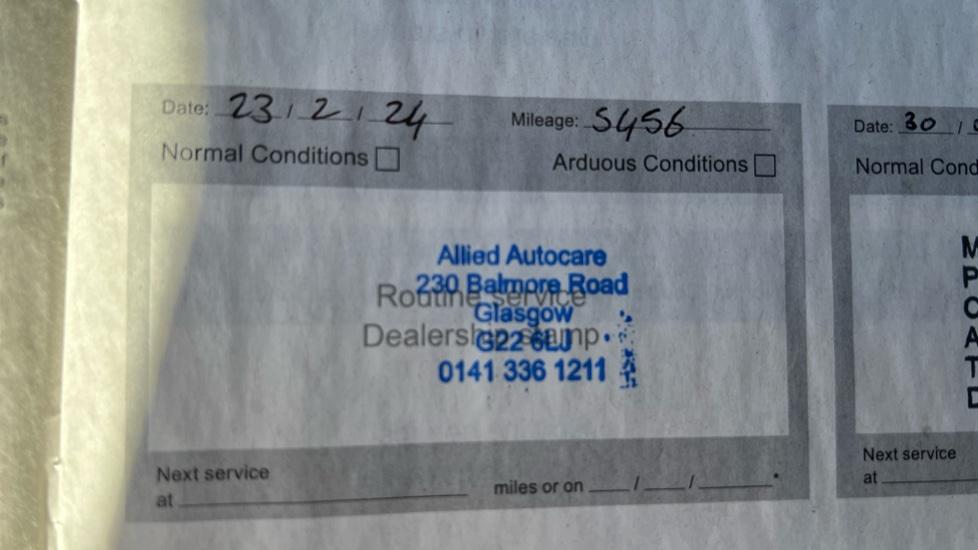 Date: 23 / 2 / 24
Mileage: 5456
Normal Conditions
Arduous Conditions
Allied Autocare
230 Balmore Road
Routine service
Glasgow
Dealership stamp
G22 6LJ
0141 336 1211
Next service
at
miles or on / /
Date: 30 /
Normal Cond
M
P
C
A
T
D
Next service
at